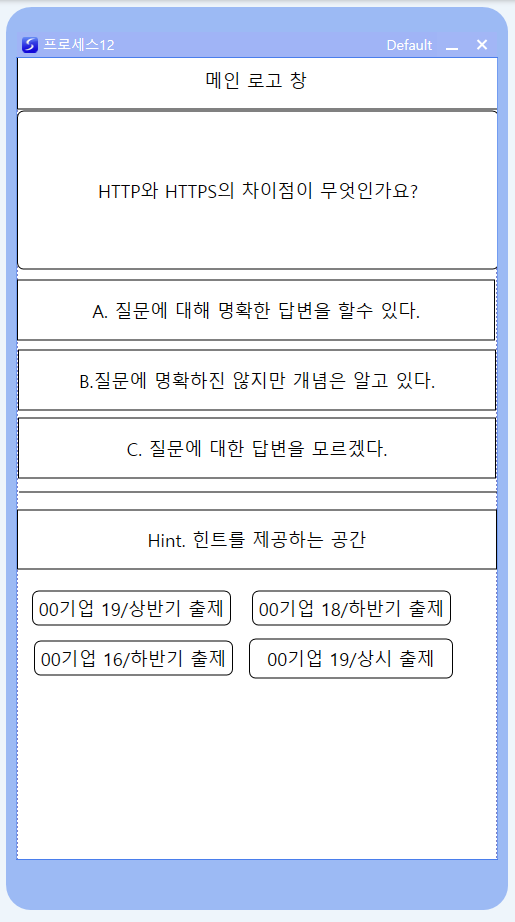 프로세스12 Default
메인 로고 창
HTTP와 HTTPS의 차이점이 무엇인가요?
A. 질문에 대해 명확한 답변을 할수 있다.
B.질문에 명확하진 않지만 개념은 알고 있다.
C. 질문에 대한 답변을 모르겠다.
Hint. 힌트를 제공하는 공간
00기업 19/상반기 출제 00기업 18/하반기 출제
00기업 16/하반기 출제 00기업 19/상시 출제